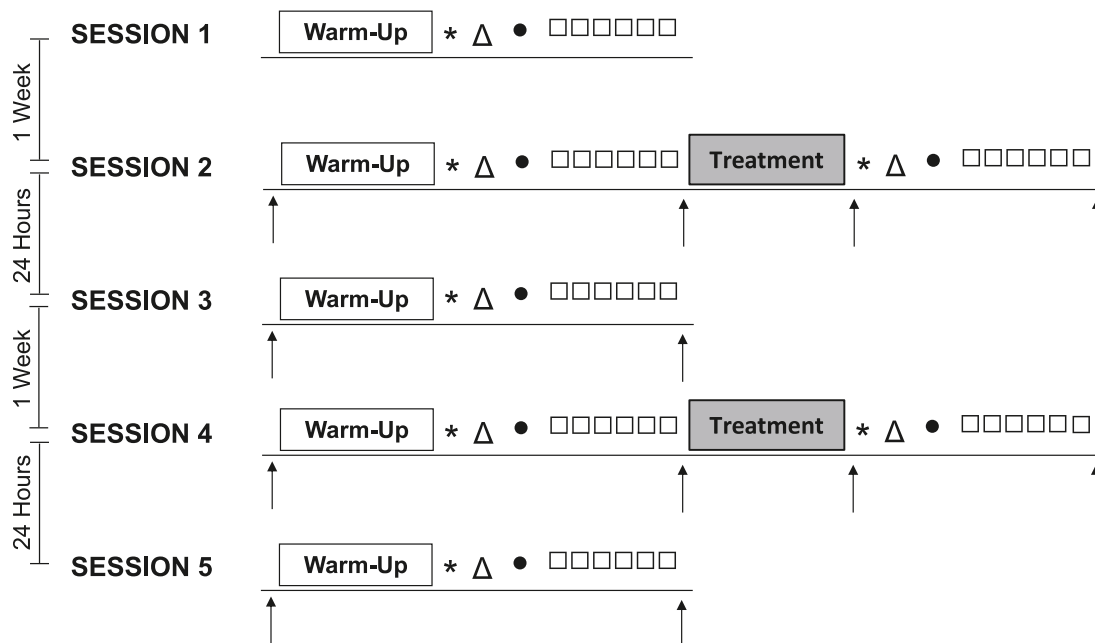 SESSION 1 Warm-Up * Δ ● □□□□□□
1 Week
SESSION 2 Warm-Up * Δ ● □□□□□□ Treatment * Δ ● □□□□□□
24 Hours
SESSION 3 Warm-Up * Δ ● □□□□□□
1 Week
SESSION 4 Warm-Up * Δ ● □□□□□□ Treatment * Δ ● □□□□□□
24 Hours
SESSION 5 Warm-Up * Δ ● □□□□□□